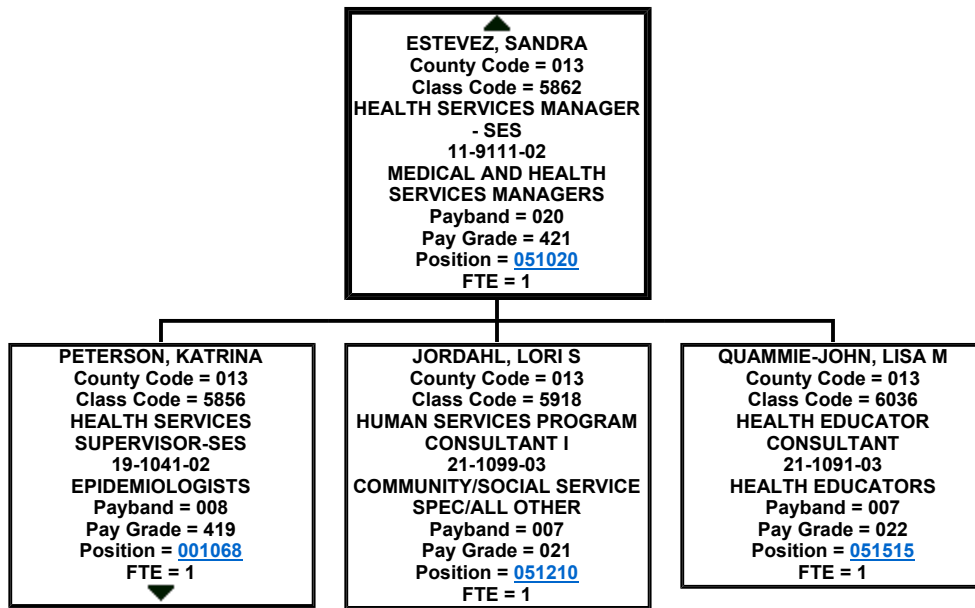 ESTEVEZ, SANDRA
County Code = 013
Class Code = 5862
HEALTH SERVICES MANAGER
- SES
11-9111-02
MEDICAL AND HEALTH
SERVICES MANAGERS
Payband = 020
Pay Grade = 421
Position = 051020
FTE = 1
PETERSON, KATRINA
County Code = 013
Class Code = 5856
HEALTH SERVICES
SUPERVISOR-SES
19-1041-02
EPIDEMIOLOGISTS
Payband = 008
Pay Grade = 419
Position = 001068
FTE = 1
JORDAHL, LORI S
County Code = 013
Class Code = 5918
HUMAN SERVICES PROGRAM
CONSULTANT I
21-1099-03
COMMUNITY/SOCIAL SERVICE
SPEC/ALL OTHER
Payband = 007
Pay Grade = 021
Position = 051210
FTE = 1
QUAMMIE-JOHN, LISA M
County Code = 013
Class Code = 6036
HEALTH EDUCATOR
CONSULTANT
21-1091-03
HEALTH EDUCATORS
Payband = 007
Pay Grade = 022
Position = 051515
FTE = 1